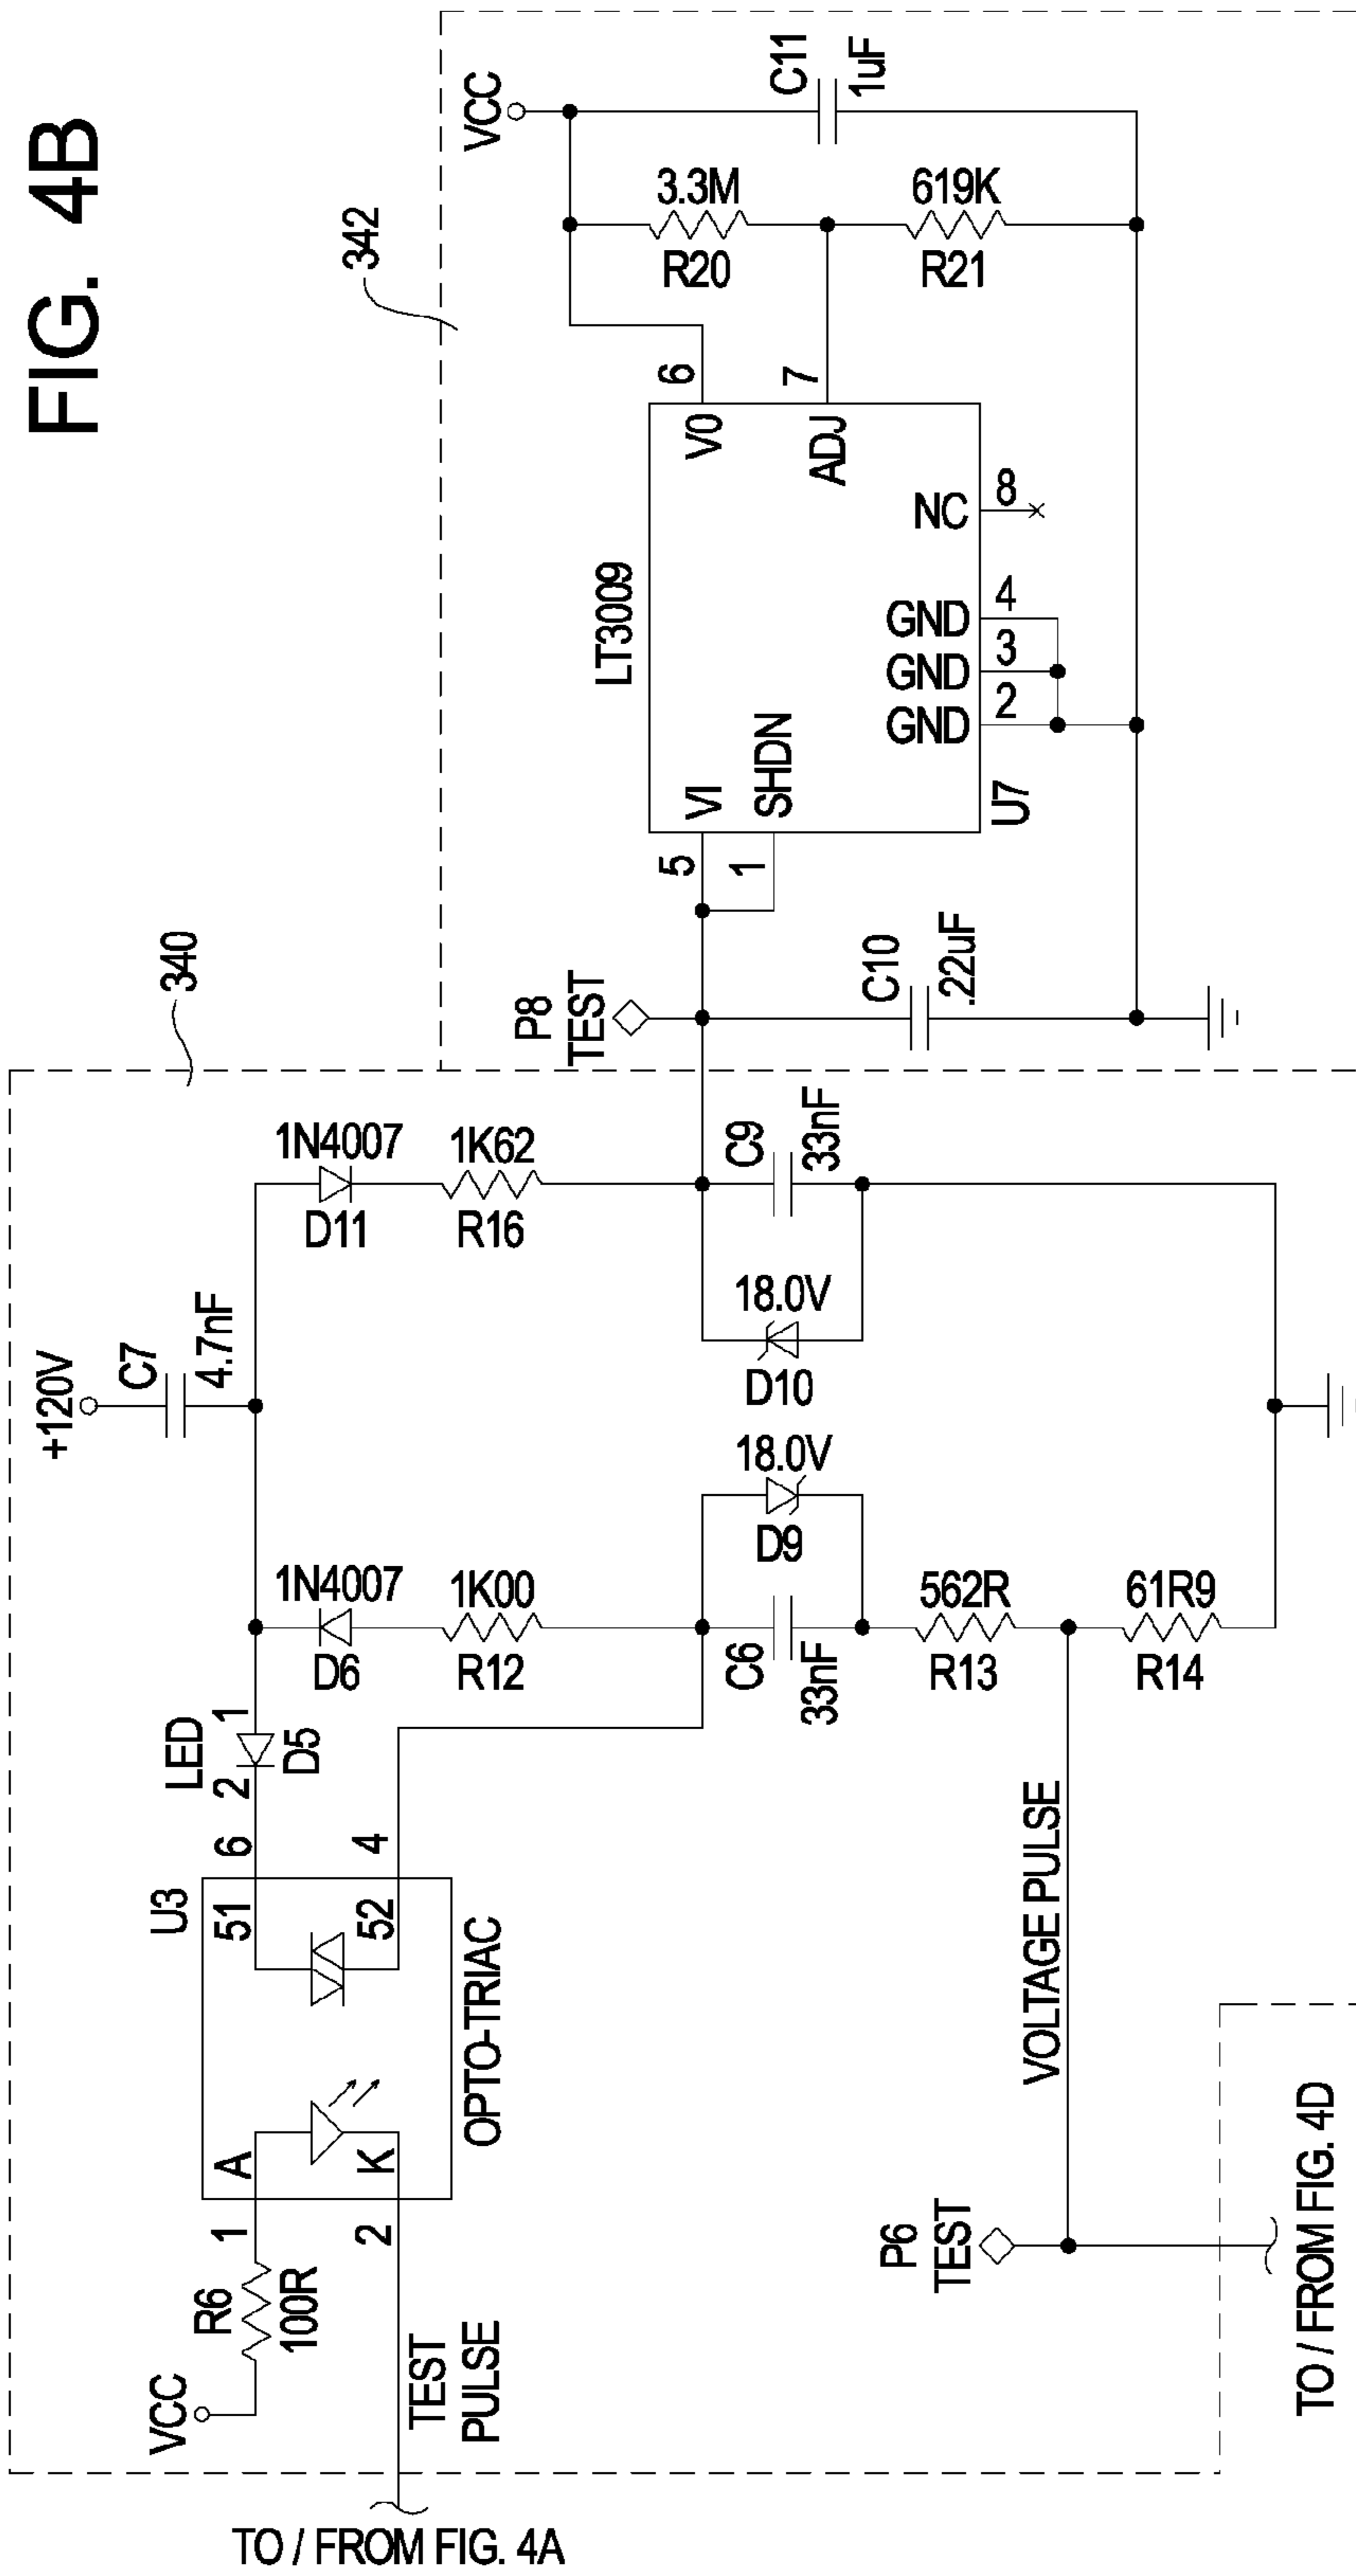 FIG. 4B
340
342
+120V
C7
4.7nF
VCC
R6
100R
1
A
2
K
U3
51
6
52
4
OPTO-TRIAC
TEST
PULSE
TO / FROM FIG. 4A
LED
2
1
D5
1N4007
D6
1K00
R12
1N4007
D11
1K62
R16
C6
33nF
18.0V
D9
18.0V
D10
C9
33nF
562R
R13
61R9
R14
VOLTAGE PULSE
P6
TEST
TO / FROM FIG. 4D
P8
TEST
C10
.22uF
5
1
VI
SHDN
LT3009
V0
6
ADJ
7
NC
8
GND
GND
GND
2
3
4
U7
VCC
3.3M
R20
619K
R21
C11
1uF